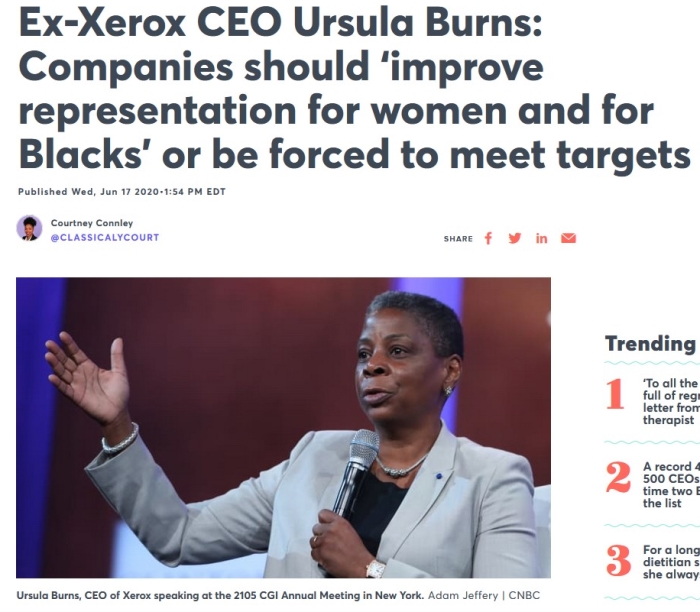 Ex-Xerox CEO Ursula Burns:
Companies should ‘improve
representation for women and for
Blacks’ or be forced to meet targets
Published Wed, Jun 17 2020•1:54 PM EDT
Courtney Connley
@CLASSICALYCOURT
SHARE
Ursula Burns, CEO of Xerox speaking at the 2105 CGI Annual Meeting in New York. Adam Jeffery | CNBC
Trending
1
‘To all the
full of
letter from
therapist
2
A record
500 CEOs
time two
the list
3
For a long
dietitian
she